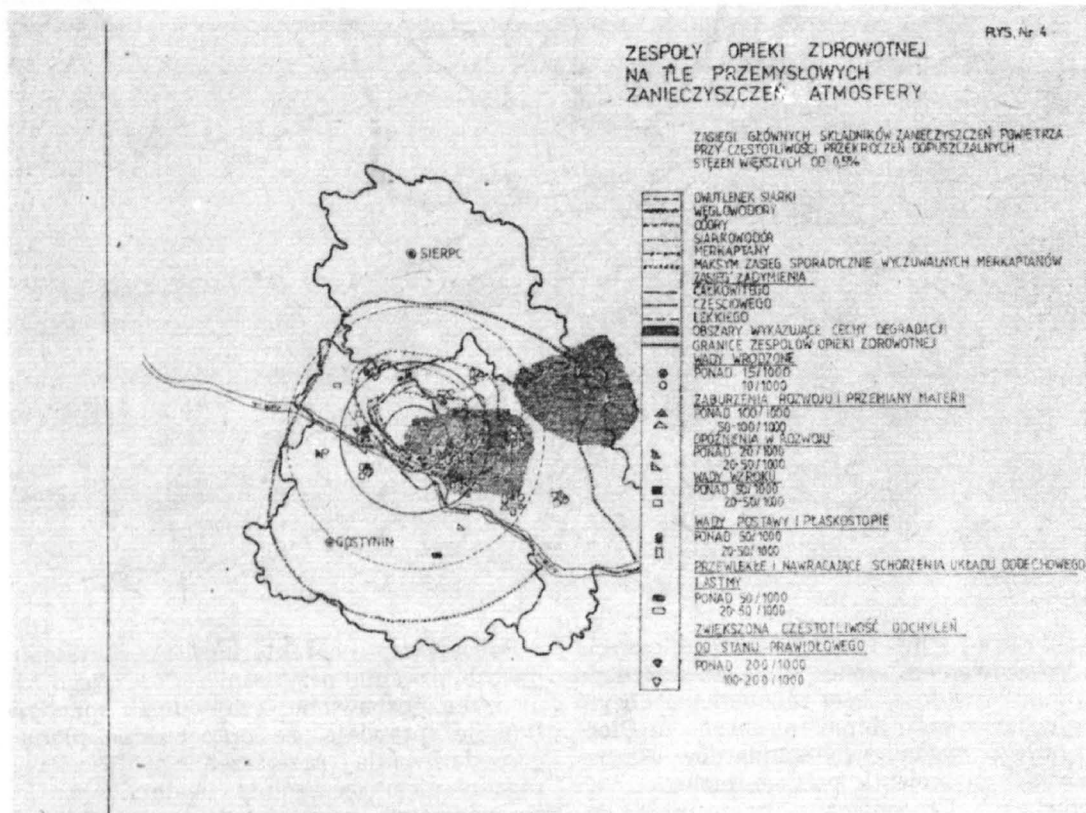 RYS. Nr 4
ZESPOŁY OPIEKI ZDROWOTNEJ
NA TLE PRZEMYSŁOWYCH
ZANIECZYSZCZEŃ ATMOSFERY
ZASIĘGI GŁÓWNYCH SKŁADNIKÓW ZANIECZYSZCZEŃ POWIETRZA
PRZY CZĘSTOTLIWOŚCI PRZEKROCZEŃ DOPUSZCZALNYCH
STĘŻEŃ WIĘKSZYCH OD 0,5%
DWUTLENEK SIARKI
WĘGLOWODORY
ODORY
SIARKOWODÓR
MERKAPTANY
MAKSYM ZASIĘG SPORADYCZNIE WYCZUWALNYCH MERKAPTANÓW
ZASIĘG ZADYMIENIA
CAŁKOWITEGO
CZĘŚCIOWEGO
LEKKIEGO
OBSZARY WYKAZUJĄCE CECHY DEGRADACJI
GRANICE ZESPOŁÓW OPIEKI ZDROWOTNEJ
WADY WRODZONE
PONAD 15/1000
10/1000
ZABURZENIA ROZWOJU I PRZEMIANY MATERII
PONAD 100/1000
50-100/1000
OPÓŹNIENIA W ROZWOJU
PONAD 20/1000
20-50/1000
WADY WZROKU
PONAD 50/1000
20-50/1000
WADY POSTAWY I PŁASKOSTOPIE
PONAD 50/1000
20-50/1000
PRZEWLEKŁE I NAWRACAJĄCE SCHORZENIA UKŁADU ODDECHOWEGO
I ASTMY
PONAD 50/1000
20-50/1000
ZWIĘKSZONA CZĘSTOTLIWOŚĆ ODCHYLEŃ
OD STANU PRAWIDŁOWEGO
PONAD 200/1000
100-200/1000
SIERPC
GOSTYNIN